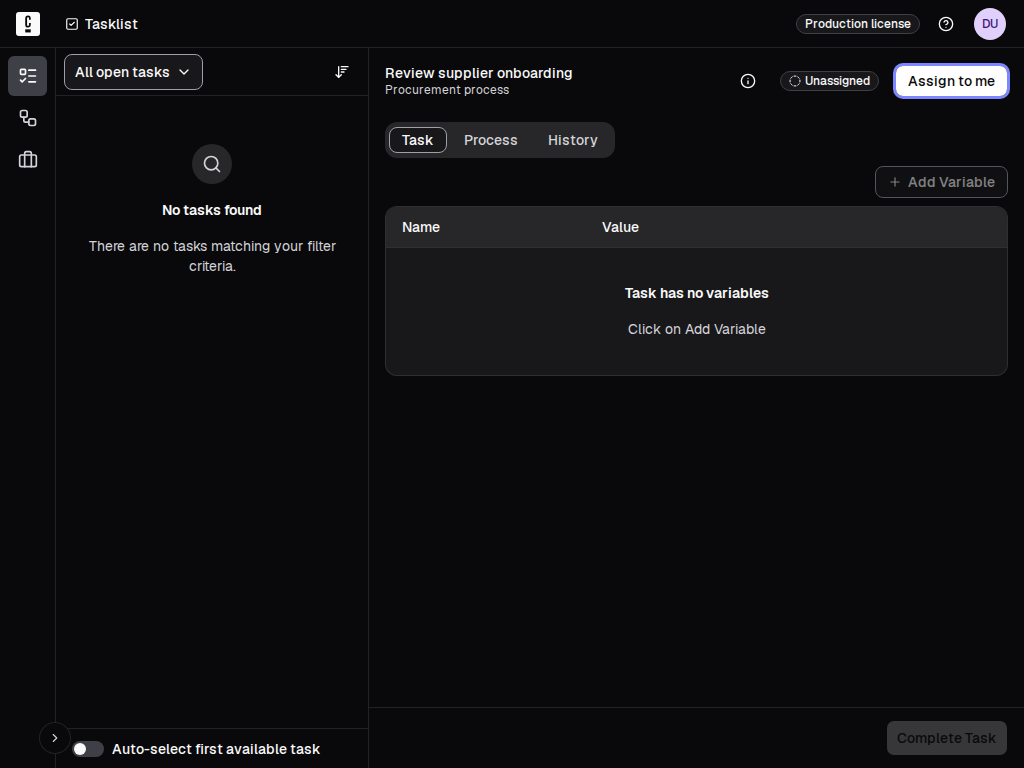 Tasklist
Production license
DU
All open tasks
No tasks found
There are no tasks matching your filter
criteria.
Auto-select first available task
Review supplier onboarding
Procurement process
Unassigned
Assign to me
Task
Process
History
Add Variable
Name
Value
Task has no variables
Click on Add Variable
Complete Task